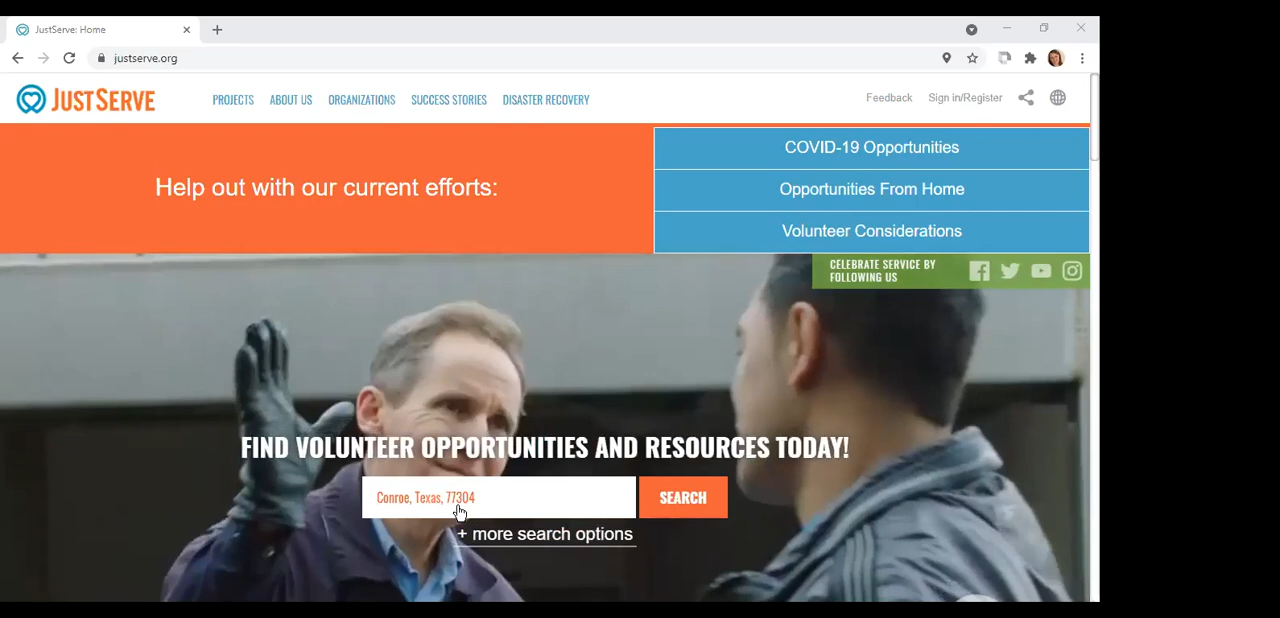 JustServe: Home
justserve.org
JUSTSERVE
PROJECTS ABOUT US ORGANIZATIONS SUCCESS STORIES DISASTER RECOVERY
Feedback Sign in/Register
Help out with our current efforts:
COVID-19 Opportunities
Opportunities From Home
Volunteer Considerations
CELEBRATE SERVICE BY
FOLLOWING US
FIND VOLUNTEER OPPORTUNITIES AND RESOURCES TODAY!
Conroe, Texas, 77304
SEARCH
+ more search options